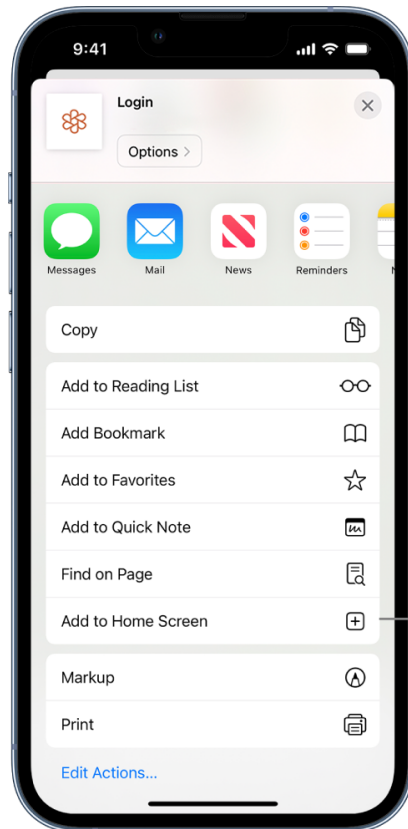 9:41
Login
Options >
Messages
Mail
News
Reminders
Copy
Add to Reading List
Add Bookmark
Add to Favorites
Add to Quick Note
Find on Page
Add to Home Screen
Markup
Print
Edit Actions...